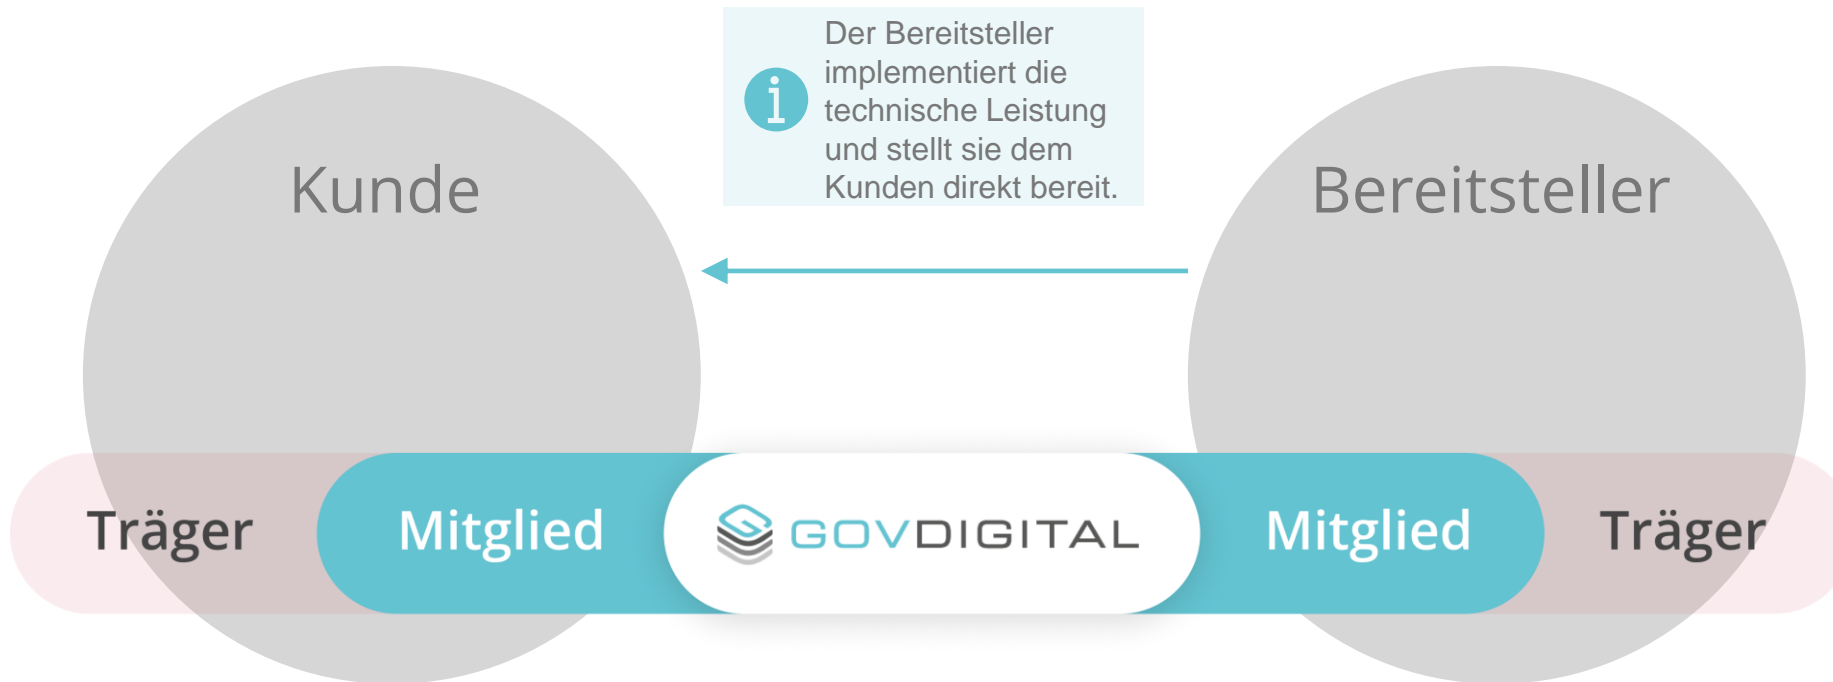 Der Bereitsteller
implementiert die
technische Leistung
und stellt sie dem
Kunden direkt bereit.
i
Kunde
Bereitsteller
Träger
Mitglied
GOVDIGITAL
Mitglied
Träger